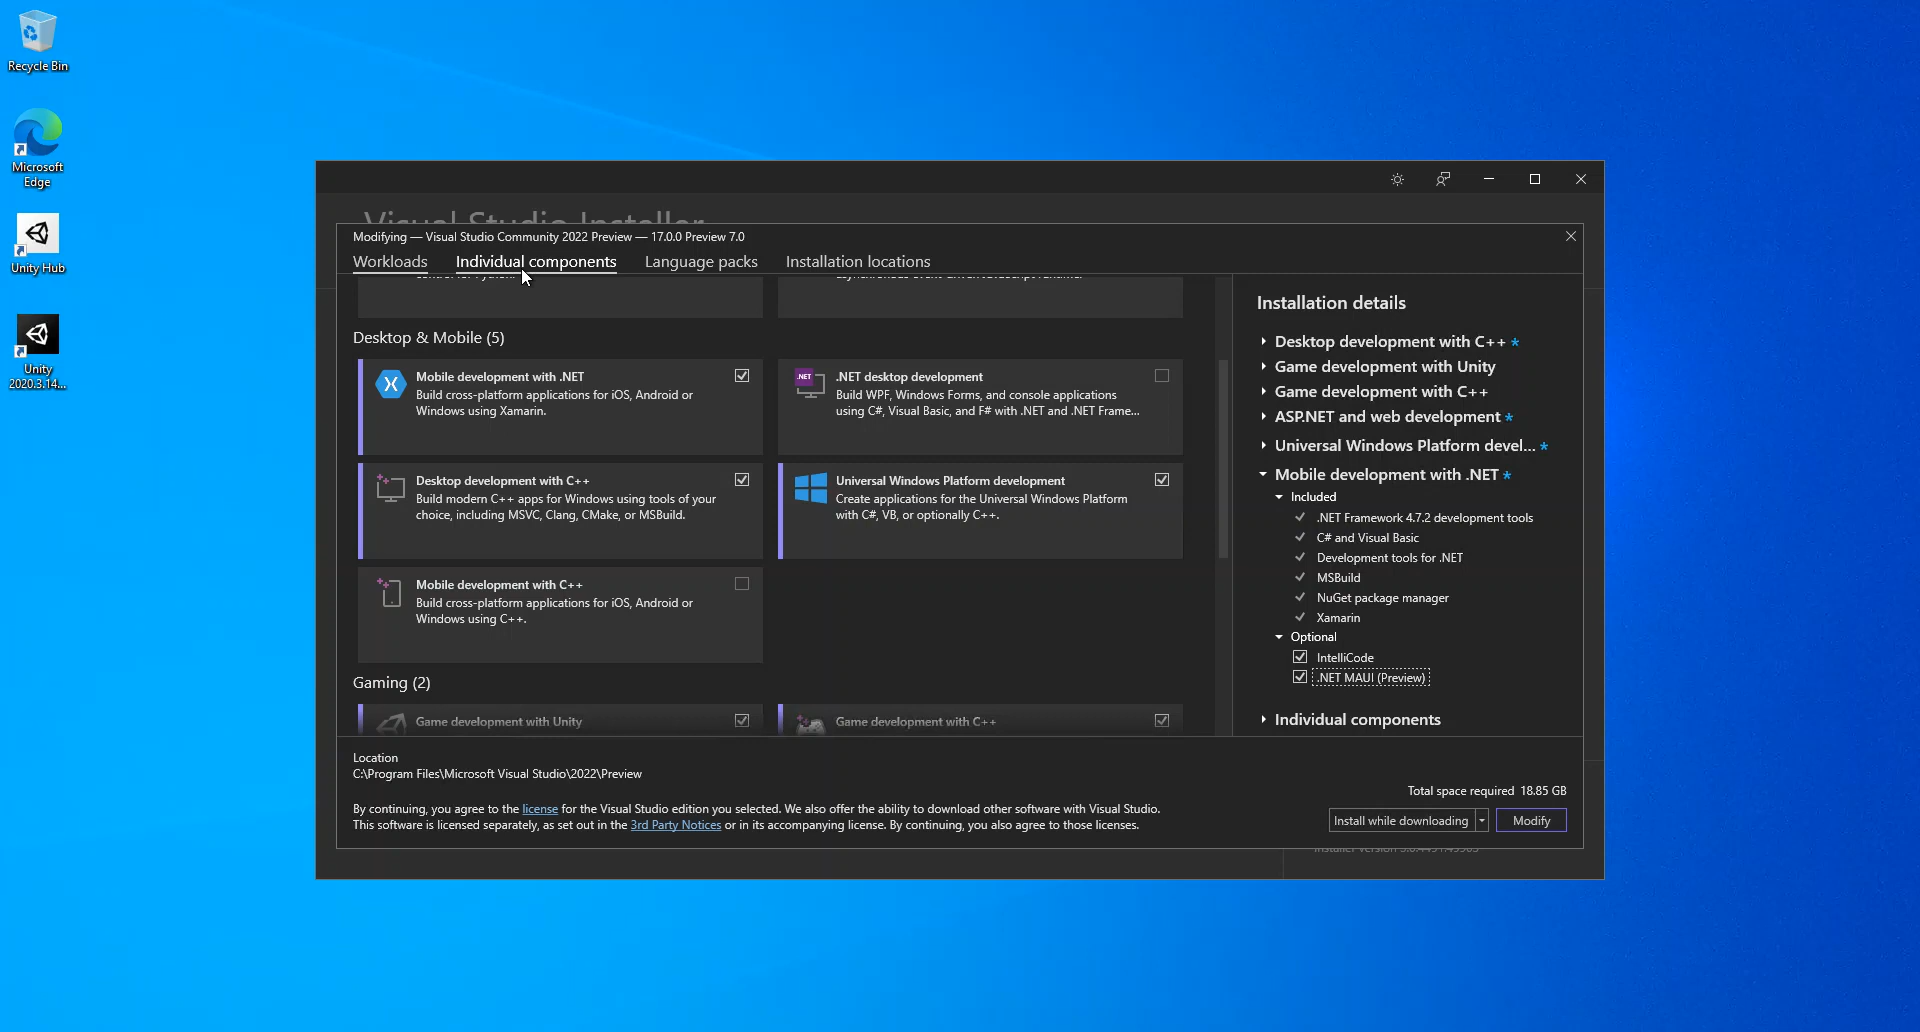 Recycle Bin
Microsoft
Edge
Unity Hub
Unity
2020.3.14...
Visual Studio Installer
Modifying — Visual Studio Community 2022 Preview — 17.0.0 Preview 7.0
Workloads
Individual components
Language packs
Installation locations
Desktop & Mobile (5)
Mobile development with .NET
Build cross-platform applications for iOS, Android or
Windows using Xamarin.
.NET
.NET desktop development
Build WPF, Windows Forms, and console applications
using C#, Visual Basic, and F# with .NET and .NET Frame...
Desktop development with C++
Build modern C++ apps for Windows using tools of your
choice, including MSVC, Clang, CMake, or MSBuild.
Universal Windows Platform development
Create applications for the Universal Windows Platform
with C#, VB, or optionally C++.
Mobile development with C++
Build cross-platform applications for iOS, Android or
Windows using C++.
Gaming (2)
Game development with Unity
Game development with C++
Installation details
Desktop development with C++ *
Game development with Unity
Game development with C++
ASP.NET and web development *
Universal Windows Platform devel... *
Mobile development with .NET *
Included
.NET Framework 4.7.2 development tools
C# and Visual Basic
Development tools for .NET
MSBuild
NuGet package manager
Xamarin
Optional
IntelliCode
.NET MAUI (Preview)
Individual components
Location
C:\Program Files\Microsoft Visual Studio\2022\Preview
By continuing, you agree to the license for the Visual Studio edition you selected. We also offer the ability to download other software with Visual Studio.
This software is licensed separately, as set out in the 3rd Party Notices or in its accompanying license. By continuing, you also agree to those licenses.
Total space required 18.85 GB
Install while downloading
Modify